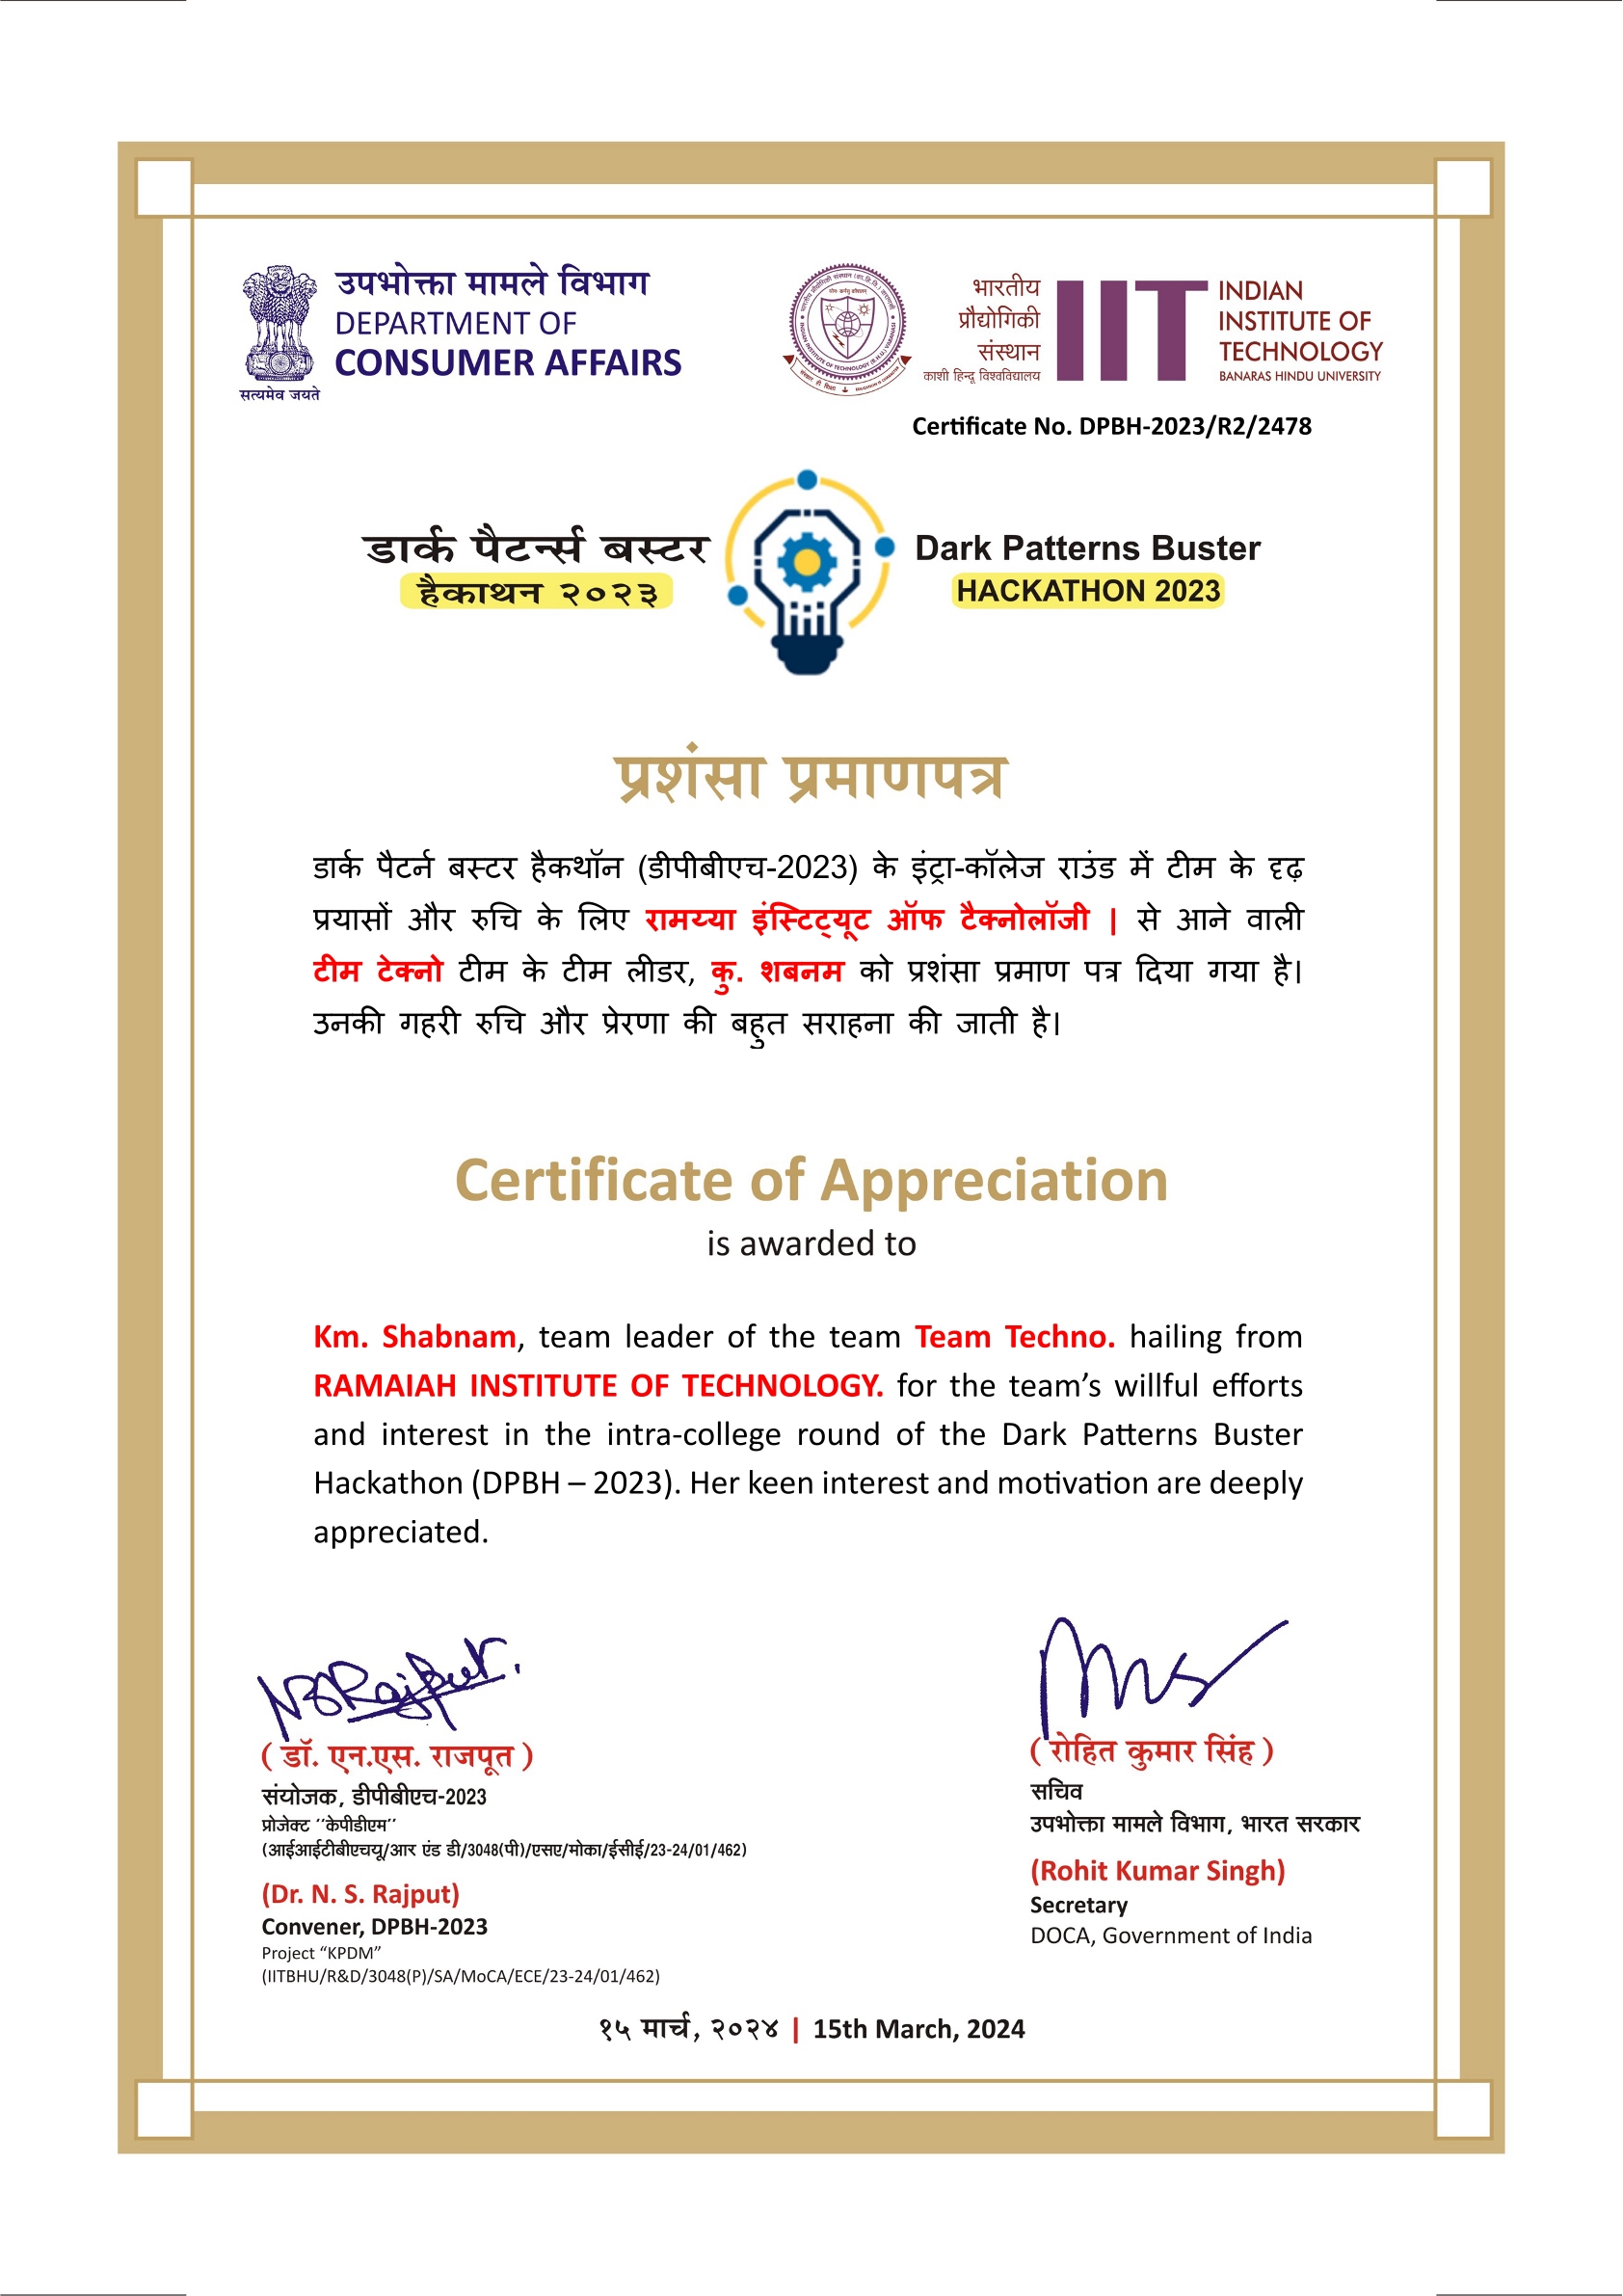 उपभोक्ता मामले विभाग
DEPARTMENT OF
CONSUMER AFFAIRS
सत्यमेव जयते
भारतीय
प्रौद्योगिकी
संस्थान
काशी हिन्दू विश्वविद्यालय
IIT
INDIAN
INSTITUTE OF
TECHNOLOGY
BANARAS HINDU UNIVERSITY
Certificate No. DPBH-2023/R2/2478
डार्क पैटर्न्स बस्टर
हैकाथन २०२३
Dark Patterns Buster
HACKATHON 2023
प्रशंसा प्रमाणपत्र
डार्क पैटर्न बस्टर हैकथॉन (डीपीबीएच-2023) के इंट्रा-कॉलेज राउंड में टीम के दृढ़
प्रयासों और रुचि के लिए रामय्या इंस्टिट्यूट ऑफ टैक्नोलॉजी | से आने वाली
टीम टेक्नो टीम के टीम लीडर, कु. शबनम को प्रशंसा प्रमाण पत्र दिया गया है।
उनकी गहरी रुचि और प्रेरणा की बहुत सराहना की जाती है।
Certificate of Appreciation
is awarded to
Km. Shabnam, team leader of the team Team Techno. hailing from
RAMAIAH INSTITUTE OF TECHNOLOGY. for the team’s willful efforts
and interest in the intra-college round of the Dark Patterns Buster
Hackathon (DPBH – 2023). Her keen interest and motivation are deeply
appreciated.
NSRajput.
( डॉ. एन.एस. राजपूत )
संयोजक, डीपीबीएच-2023
प्रोजेक्ट ‘‘केपीडीएम’’
(आईआईटीबीएचयू/आर एंड डी/3048(पी)/एसए/मोका/ईसीई/23-24/01/462)
(Dr. N. S. Rajput)
Convener, DPBH-2023
Project “KPDM”
(IITBHU/R&D/3048(P)/SA/MoCA/ECE/23-24/01/462)
( रोहित कुमार सिंह )
सचिव
उपभोक्ता मामले विभाग, भारत सरकार
(Rohit Kumar Singh)
Secretary
DOCA, Government of India
१५ मार्च, २०२४ | 15th March, 2024